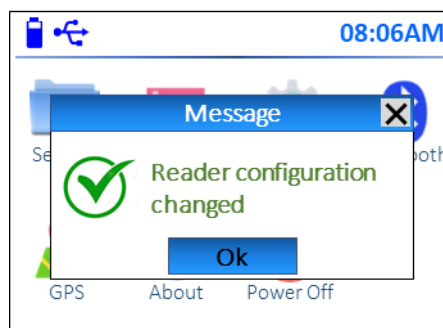 08:06AM
Message
Reader configuration
changed
Ok
GPS About Power Off